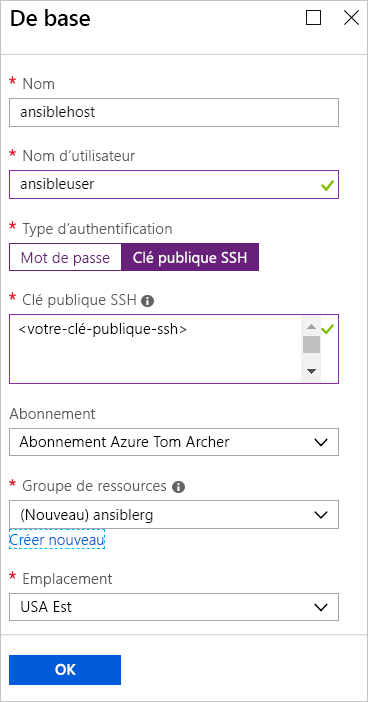 De base
* Nom
ansiblehost
* Nom d’utilisateur
ansibleuser
* Type d’authentification
Mot de passe Clé publique SSH
* Clé publique SSH
<votre-clé-publique-ssh>
Abonnement
Abonnement Azure Tom Archer
* Groupe de ressources
(Nouveau) ansiblerg
Créer nouveau
* Emplacement
USA Est
OK